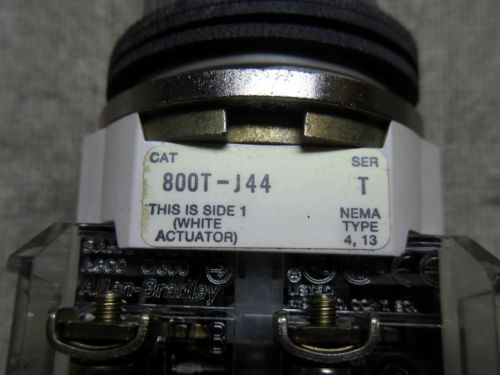 CAT SER
800T-J44 T
THIS IS SIDE 1 NEMA
(WHITE TYPE
ACTUATOR) 4, 13
Allen-Bradley